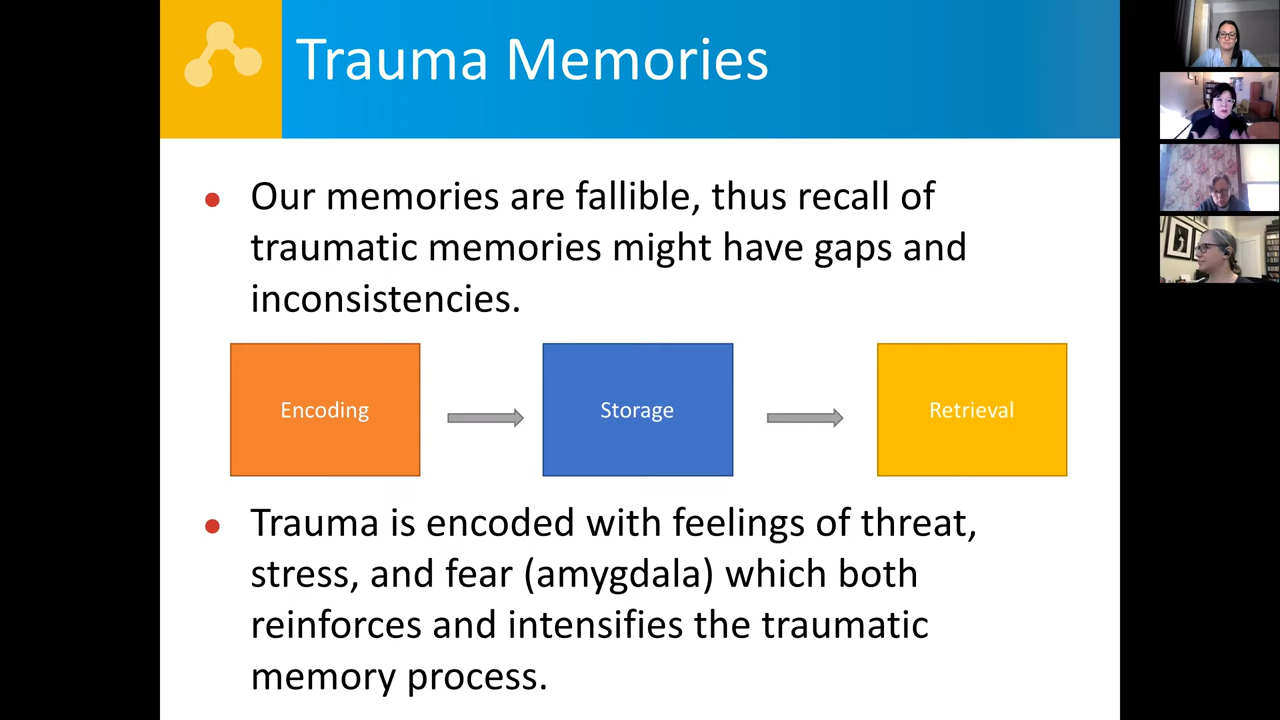 Trauma Memories
Our memories are fallible, thus recall of
traumatic memories might have gaps and
inconsistencies.
Encoding
Storage
Retrieval
Trauma is encoded with feelings of threat,
stress, and fear (amygdala) which both
reinforces and intensifies the traumatic
memory process.